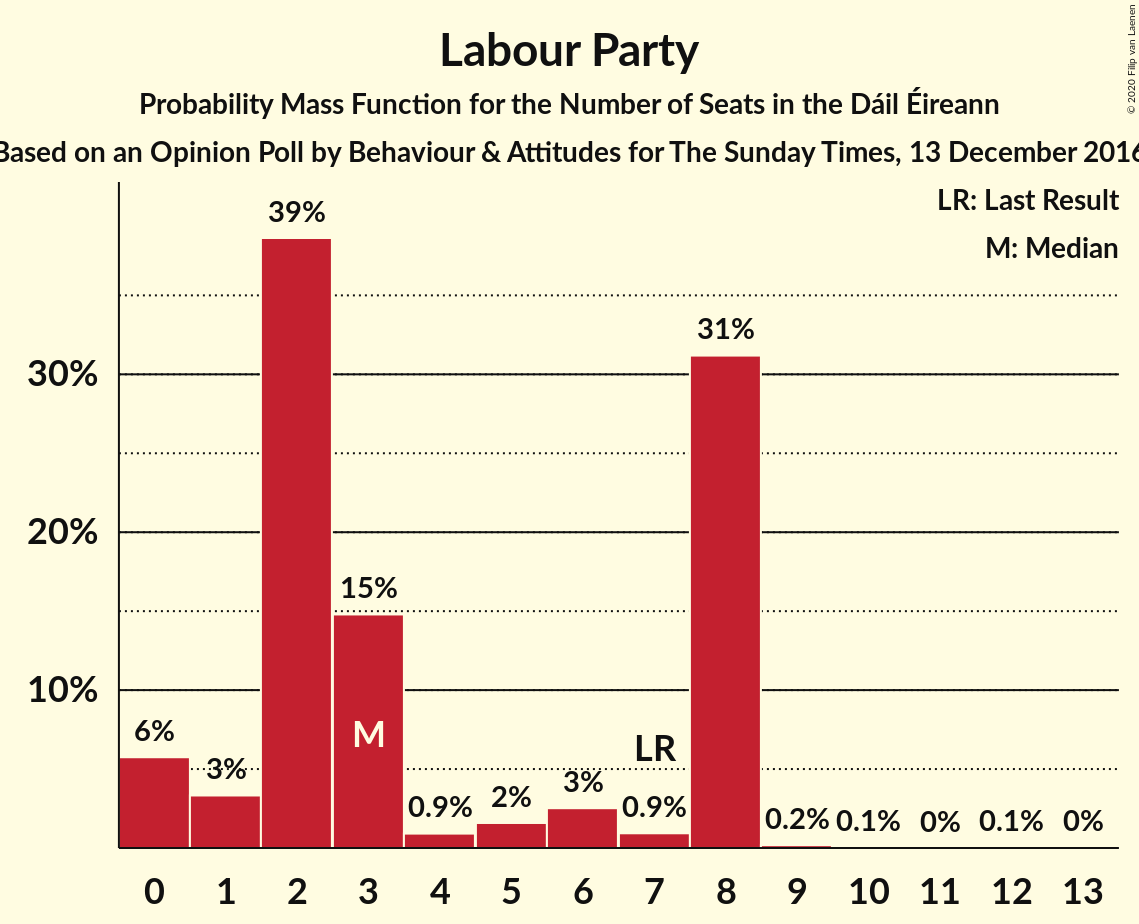 Labour Party
Probability Mass Function for the Number of Seats in the Dáil Éireann
Based on an Opinion Poll by Behaviour & Attitudes for The Sunday Times, 13 December 2016
© 2020 Filip van Laenen
LR: Last Result
M: Median
39%
31%
30%
20%
15%
10%
6%
3%
M
0.9%
2%
3%
LR
0.9%
0.2%
0.1%
0%
0.1%
0%
0 1 2 3 4 5 6 7 8 9 10 11 12 13